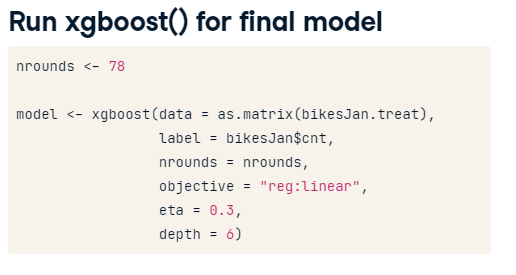 Run xgboost() for final model
nrounds <- 78
model <- xgboost(data = as.matrix(bikesJan.treat),
label = bikesJan$cnt,
nrounds = nrounds,
objective = "reg:linear",
eta = 0.3,
depth = 6)